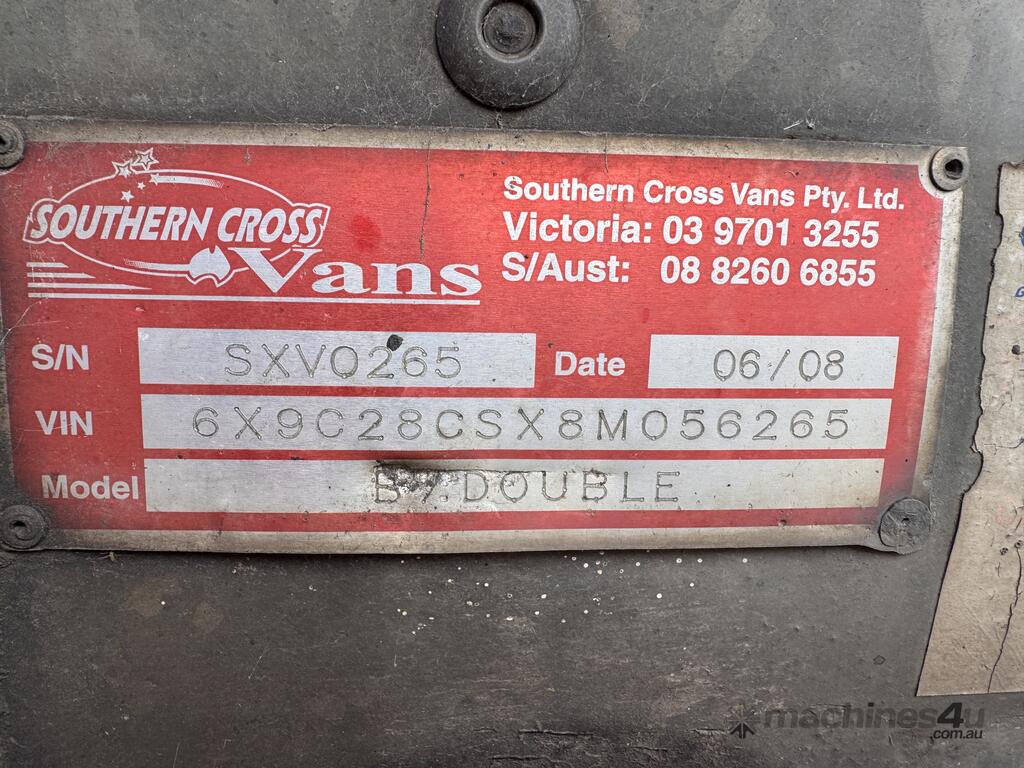 SOUTHERN CROSS
Vans
Southern Cross Vans Pty. Ltd.
Victoria: 03 9701 3255
S/Aust: 08 8260 6855
S/N SXV0265 Date 06/08
VIN 6X9C28CSX8M056265
Model DOUBLE
machines4u
.com.au